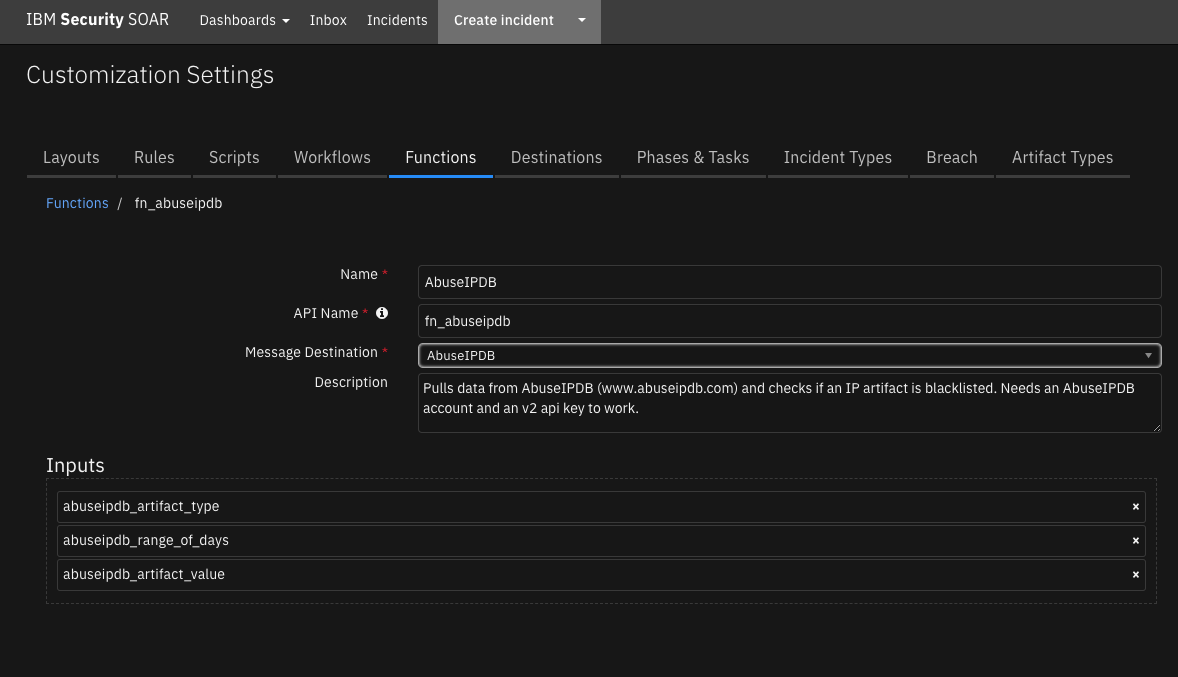 IBM Security SOAR Dashboards Inbox Incidents Create incident
Customization Settings
Layouts Rules Scripts Workflows Functions Destinations Phases & Tasks Incident Types Breach Artifact Types
Functions / fn_abuseipdb
Name * AbuseIPDB
API Name * fn_abuseipdb
Message Destination * AbuseIPDB
Description Pulls data from AbuseIPDB (www.abuseipdb.com) and checks if an IP artifact is blacklisted. Needs an AbuseIPDB
account and an v2 api key to work.
Inputs
abuseipdb_artifact_type ×
abuseipdb_range_of_days ×
abuseipdb_artifact_value ×